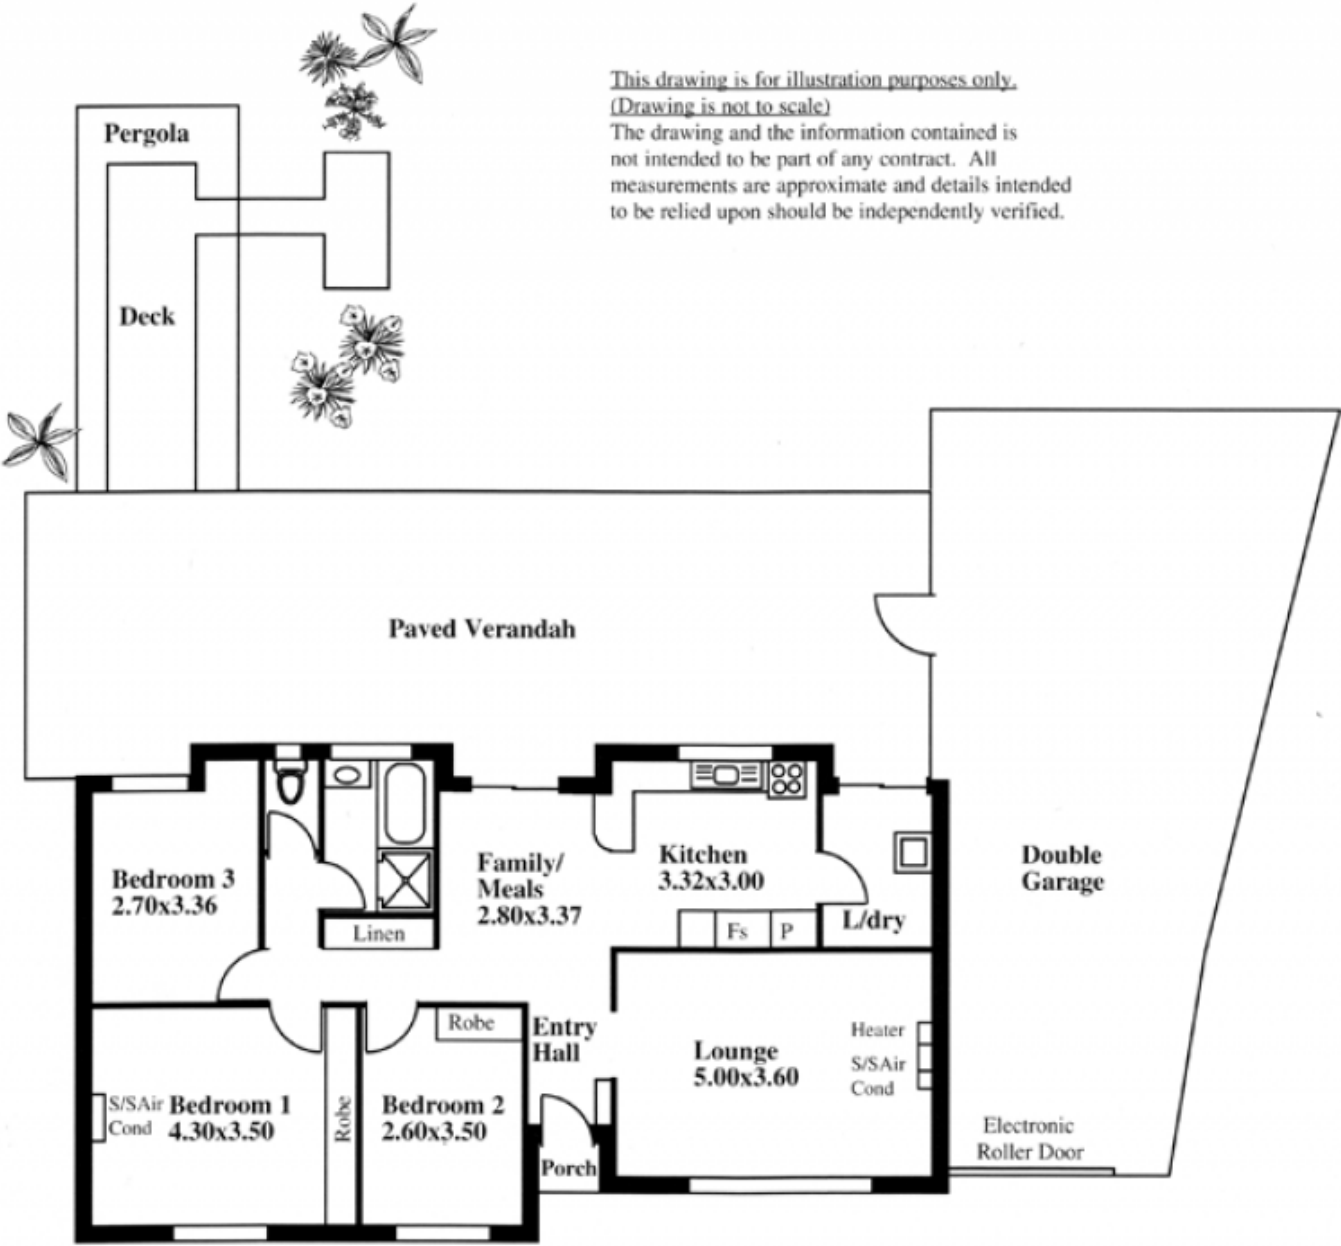 This drawing is for illustration purposes only.
(Drawing is not to scale)
The drawing and the information contained is
not intended to be part of any contract.  All
measurements are approximate and details intended
to be relied upon should be independently verified.
Pergola
Deck
Paved Verandah
Bedroom 3
2.70x3.36
Linen
Family/
Meals
2.80x3.37
Kitchen
3.32x3.00
Fs
P
L/dry
Double
Garage
S/SAir
Cond
Bedroom 1
4.30x3.50
Robe
Robe
Bedroom 2
2.60x3.50
Entry
Hall
Porch
Lounge
5.00x3.60
Heater
S/SAir
Cond
Electronic
Roller Door